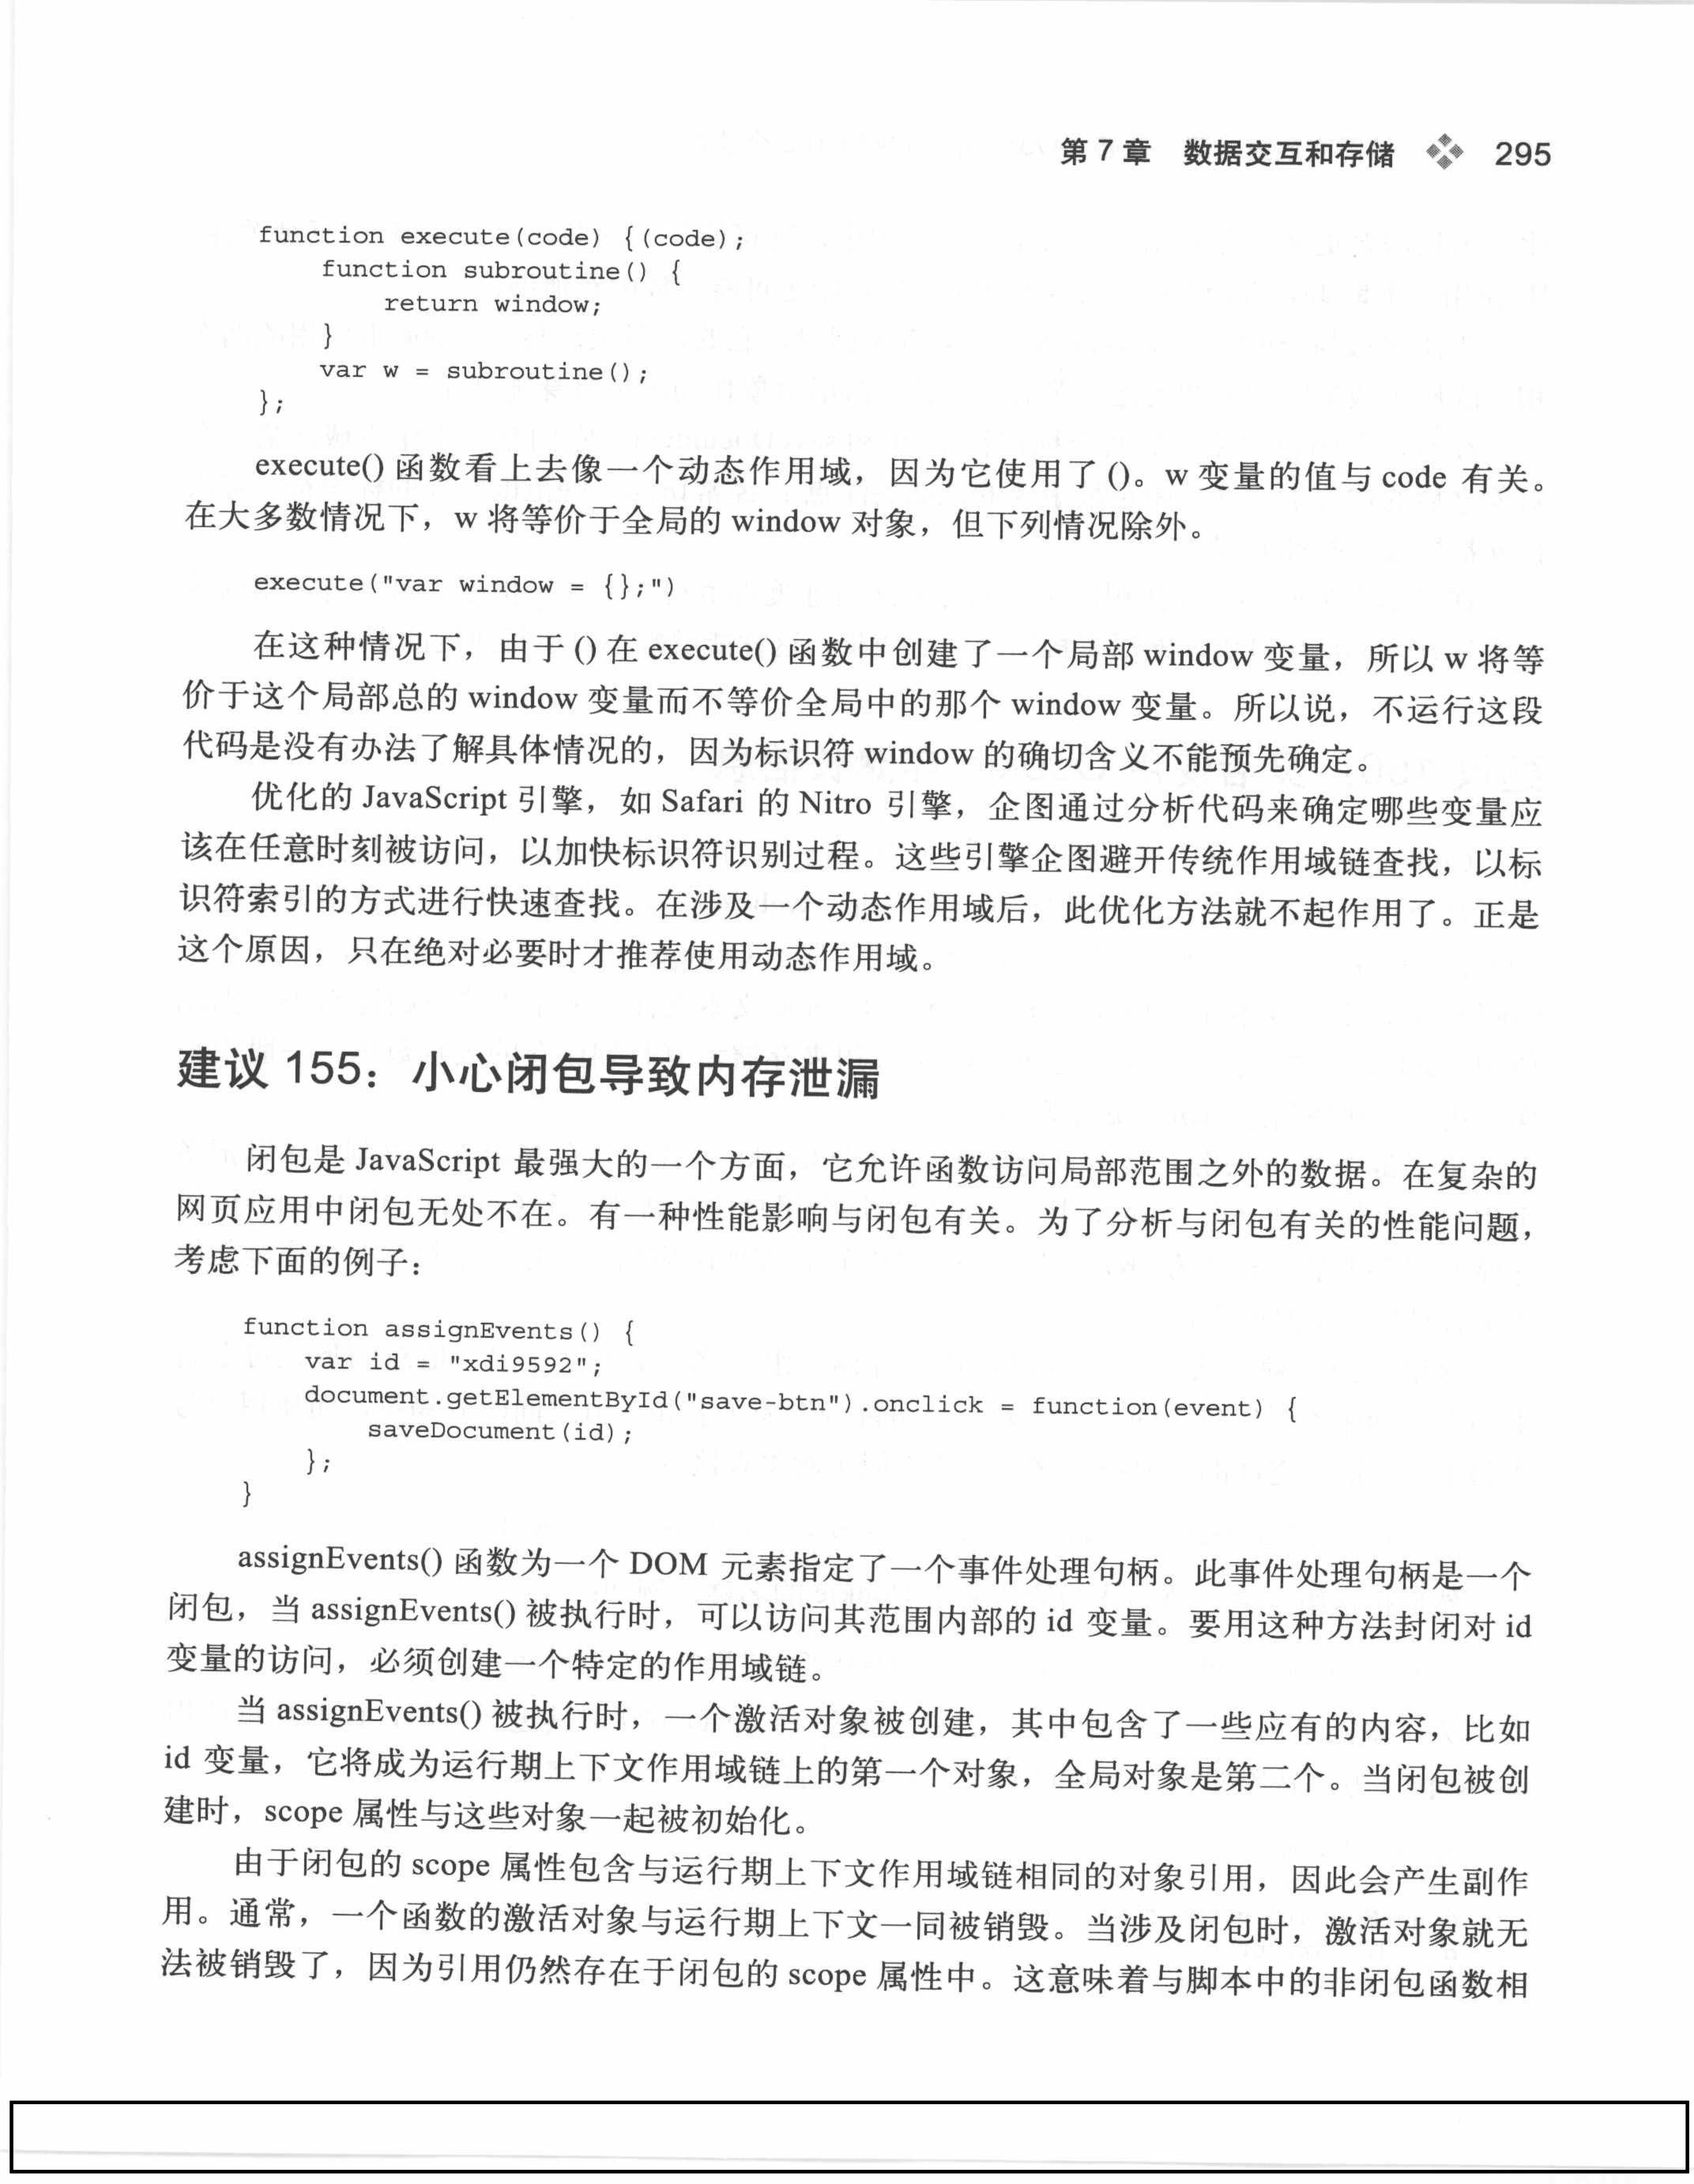 第 7 章 数据交互和存储 295
function execute(code) {(code);
    function subroutine() {
        return window;
    }
    var w = subroutine();
};
execute() 函数看上去像一个动态作用域，因为它使用了 ()。w 变量的值与 code 有关。
在大多数情况下，w 将等价于全局的 window 对象，但下列情况除外。
execute("var window = {};")
在这种情况下，由于 () 在 execute() 函数中创建了一个局部 window 变量，所以 w 将等
价于这个局部总的 window 变量而不等价全局中的那个 window 变量。所以说，不运行这段
代码是没有办法了解具体情况的，因为标识符 window 的确切含义不能预先确定。
优化的 JavaScript 引擎，如 Safari 的 Nitro 引擎，企图通过分析代码来确定哪些变量应
该在任意时刻被访问，以加快标识符识别过程。这些引擎企图避开传统作用域链查找，以标
识符索引的方式进行快速查找。在涉及一个动态作用域后，此优化方法就不起作用了。正是
这个原因，只在绝对必要时才推荐使用动态作用域。
建议 155：小心闭包导致内存泄漏
闭包是 JavaScript 最强大的一个方面，它允许函数访问局部范围之外的数据。在复杂的
网页应用中闭包无处不在。有一种性能影响与闭包有关。为了分析与闭包有关的性能问题，
考虑下面的例子：
function assignEvents() {
    var id = "xdi9592";
    document.getElementById("save-btn").onclick = function(event) {
        saveDocument(id);
    };
}
assignEvents() 函数为一个 DOM 元素指定了一个事件处理句柄。此事件处理句柄是一个
闭包，当 assignEvents() 被执行时，可以访问其范围内部的 id 变量。要用这种方法封闭对 id
变量的访问，必须创建一个特定的作用域链。
当 assignEvents() 被执行时，一个激活对象被创建，其中包含了一些应有的内容，比如
id 变量，它将成为运行期上下文作用域链上的第一个对象，全局对象是第二个。当闭包被创
建时，scope 属性与这些对象一起被初始化。
由于闭包的 scope 属性包含与运行期上下文作用域链相同的对象引用，因此会产生副作
用。通常，一个函数的激活对象与运行期上下文一同被销毁。当涉及闭包时，激活对象就无
法被销毁了，因为引用仍然存在于闭包的 scope 属性中。这意味着与脚本中的非闭包函数相